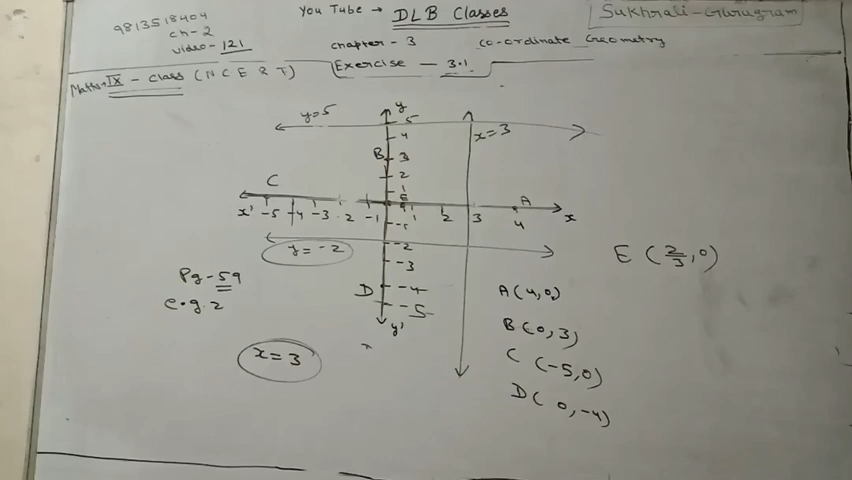 9813518404
You Tube → DLB Classes
Sukhrali-Gurugram
ch-2
video-121
chapter-3 co-ordinate Geometry
Maths-IX-class (NCERT)
Exercise - 3.1
y=5
y
5
4
x=3
B 3
2
1
C
E
A
x' -5 -4 -3 -2 -1 1 2 3 4 x
-1
y=-2
-2
-3
E (2/3, 0)
Pg-59
e.g.2
D -4
-5
y'
A(4,0)
B(0,3)
C (-5,0)
D(0,-4)
x=3